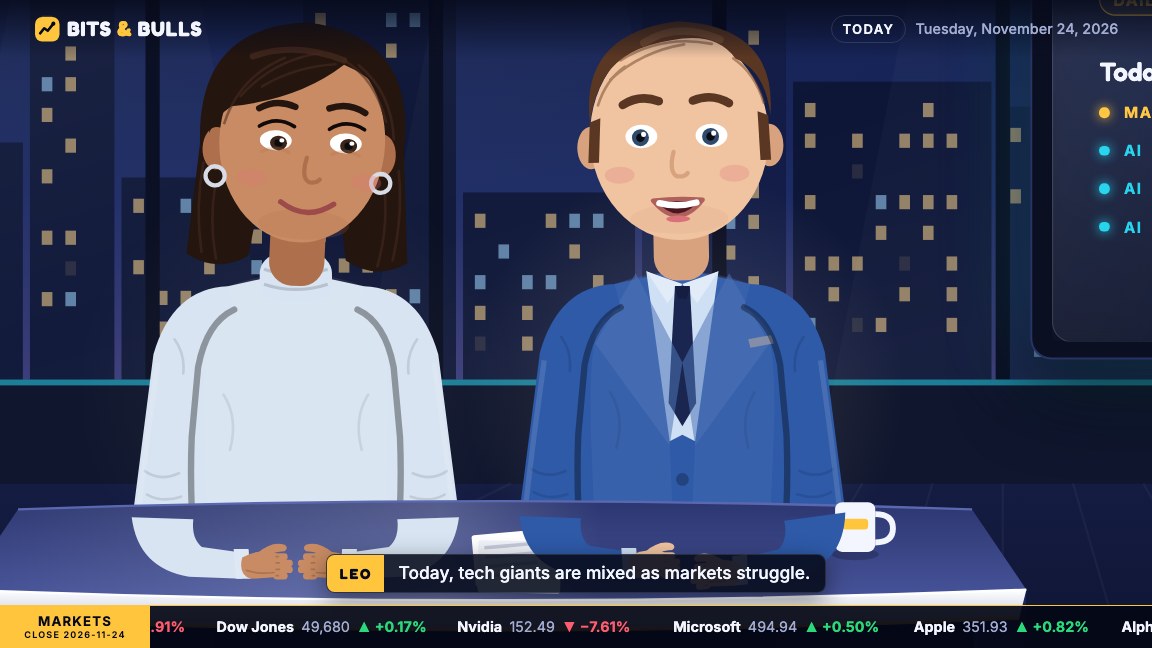 BITS & BULLS
TODAY Tuesday, November 24, 2026
MA
AI
AI
AI
LEO Today, tech giants are mixed as markets struggle.
MARKETS
CLOSE 2026-11-24
.91% Dow Jones 49,680 ▲ +0.17% Nvidia 152.49 ▼ −7.61% Microsoft 494.94 ▲ +0.50% Apple 351.93 ▲ +0.82% Alph